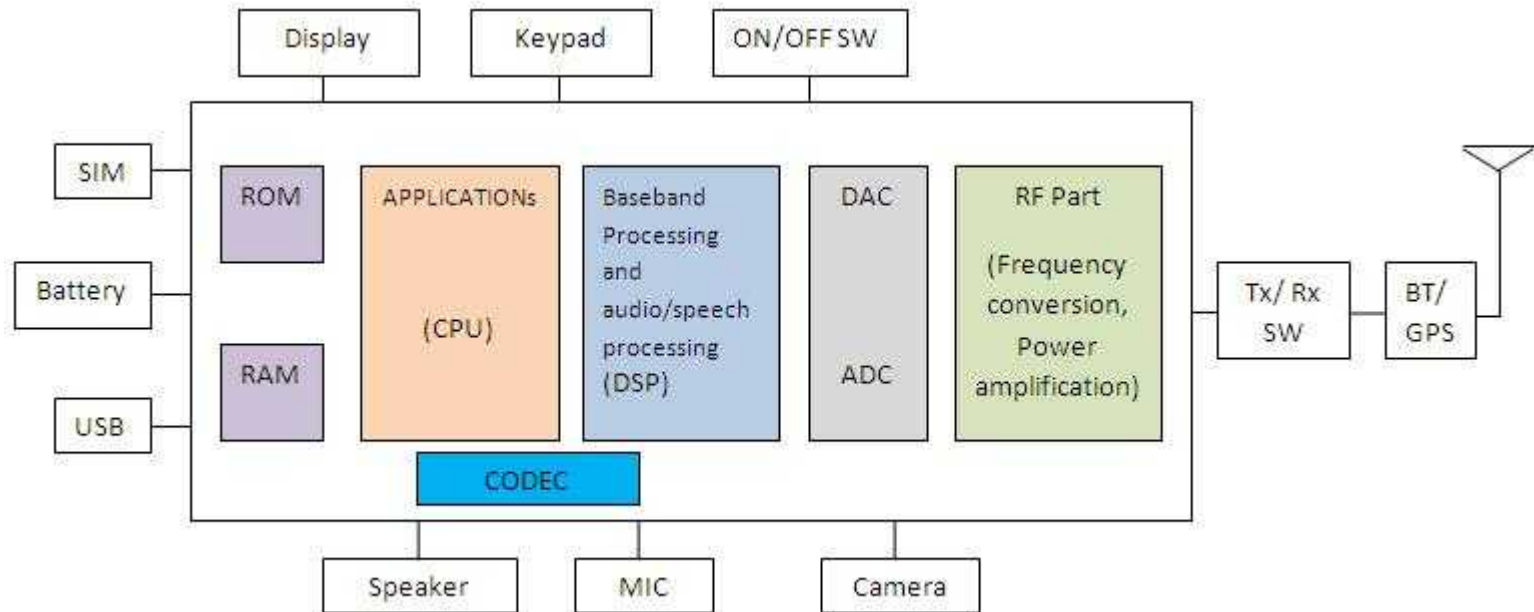 Display
Keypad
ON/OFF SW
SIM
Battery
USB
ROM
RAM
APPLICATIONs
(CPU)
Baseband
Processing
and
audio/speech
processing
(DSP)
DAC
ADC
RF Part
(Frequency
conversion,
Power
amplification)
Tx/ Rx
SW
BT/
GPS
CODEC
Speaker
MIC
Camera